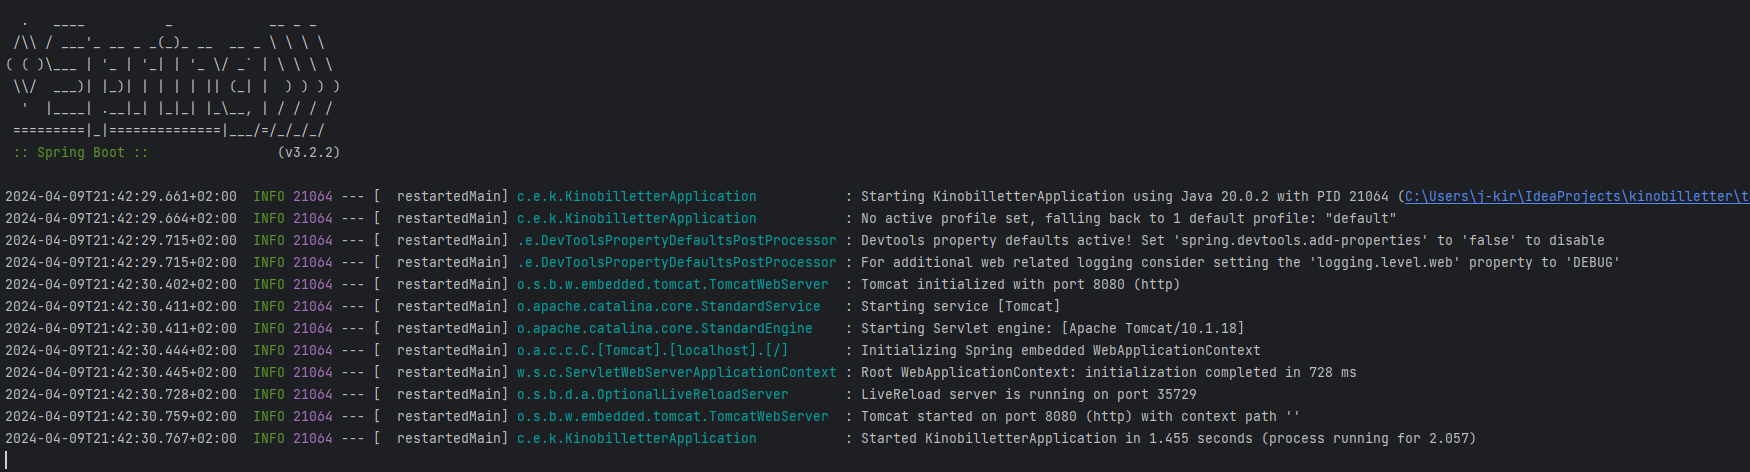 .   ____          _            __ _ _
 /\\ / ___'_ __ _ _(_)_ __  __ _ \ \ \ \
( ( )\___ | '_ | '_| | '_ \/ _` | \ \ \ \
 \\/  ___)| |_)| | | | | || (_| |  ) ) ) )
  '  |____| .__|_| |_|_| |_\__, | / / / /
 =========|_|==============|___/=/_/_/_/
 :: Spring Boot ::                (v3.2.2)
2024-04-09T21:42:29.661+02:00  INFO 21064 --- [  restartedMain] c.e.k.KinobilletterApplication           : Starting KinobilletterApplication using Java 20.0.2 with PID 21064 (C:\Users\j-kir\IdeaProjects\kinobilletter\t
2024-04-09T21:42:29.664+02:00  INFO 21064 --- [  restartedMain] c.e.k.KinobilletterApplication           : No active profile set, falling back to 1 default profile: "default"
2024-04-09T21:42:29.715+02:00  INFO 21064 --- [  restartedMain] .e.DevToolsPropertyDefaultsPostProcessor : Devtools property defaults active! Set 'spring.devtools.add-properties' to 'false' to disable
2024-04-09T21:42:29.715+02:00  INFO 21064 --- [  restartedMain] .e.DevToolsPropertyDefaultsPostProcessor : For additional web related logging consider setting the 'logging.level.web' property to 'DEBUG'
2024-04-09T21:42:30.402+02:00  INFO 21064 --- [  restartedMain] o.s.b.w.embedded.tomcat.TomcatWebServer  : Tomcat initialized with port 8080 (http)
2024-04-09T21:42:30.411+02:00  INFO 21064 --- [  restartedMain] o.apache.catalina.core.StandardService   : Starting service [Tomcat]
2024-04-09T21:42:30.411+02:00  INFO 21064 --- [  restartedMain] o.apache.catalina.core.StandardEngine    : Starting Servlet engine: [Apache Tomcat/10.1.18]
2024-04-09T21:42:30.444+02:00  INFO 21064 --- [  restartedMain] o.a.c.c.C.[Tomcat].[localhost].[/]       : Initializing Spring embedded WebApplicationContext
2024-04-09T21:42:30.445+02:00  INFO 21064 --- [  restartedMain] w.s.c.ServletWebServerApplicationContext : Root WebApplicationContext: initialization completed in 728 ms
2024-04-09T21:42:30.728+02:00  INFO 21064 --- [  restartedMain] o.s.b.d.a.OptionalLiveReloadServer       : LiveReload server is running on port 35729
2024-04-09T21:42:30.759+02:00  INFO 21064 --- [  restartedMain] o.s.b.w.embedded.tomcat.TomcatWebServer  : Tomcat started on port 8080 (http) with context path ''
2024-04-09T21:42:30.767+02:00  INFO 21064 --- [  restartedMain] c.e.k.KinobilletterApplication           : Started KinobilletterApplication in 1.455 seconds (process running for 2.057)